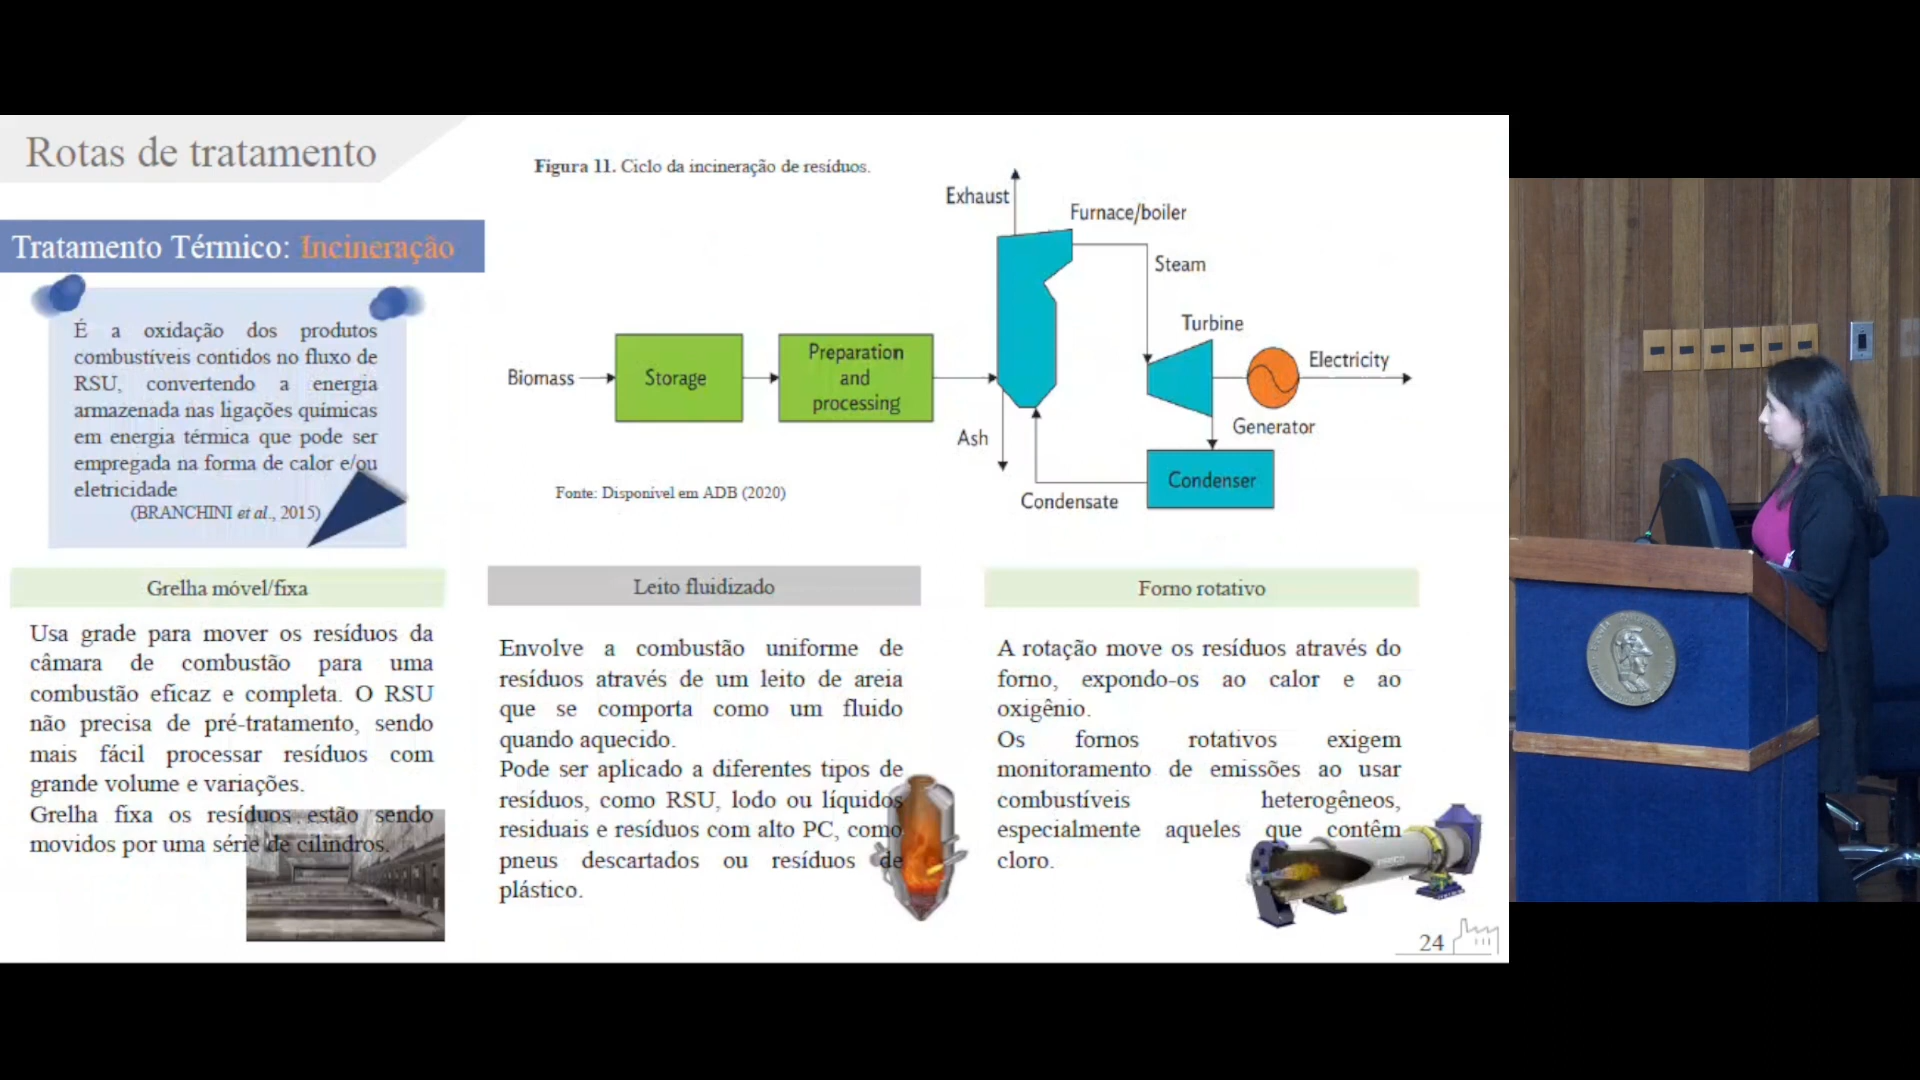 Rotas de tratamento
Tratamento Térmico: Incineração
É a oxidação dos produtos
combustíveis contidos no fluxo de
RSU, convertendo a energia
armazenada nas ligações químicas
em energia térmica que pode ser
empregada na forma de calor e/ou
eletricidade
(BRANCHINI et al., 2015)
Figura 11. Ciclo da incineração de resíduos.
Exhaust
Furnace/boiler
Steam
Turbine
Biomass
Storage
Preparation
and
processing
Electricity
Generator
Ash
Condenser
Condensate
Fonte: Disponível em ADB (2020)
Grelha móvel/fixa
Usa grade para mover os resíduos da
câmara de combustão para uma
combustão eficaz e completa. O RSU
não precisa de pré-tratamento, sendo
mais fácil processar resíduos com
grande volume e variações.
Grelha fixa os resíduos estão sendo
movidos por uma série de cilindros.
Leito fluidizado
Envolve a combustão uniforme de
resíduos através de um leito de areia
que se comporta como um fluido
quando aquecido.
Pode ser aplicado a diferentes tipos de
resíduos, como RSU, lodo ou líquidos
residuais e resíduos com alto PC, como
pneus descartados ou resíduos de
plástico.
Forno rotativo
A rotação move os resíduos através do
forno, expondo-os ao calor e ao
oxigênio.
Os fornos rotativos exigem
monitoramento de emissões ao usar
combustíveis heterogêneos,
especialmente aqueles que contêm
cloro.
24